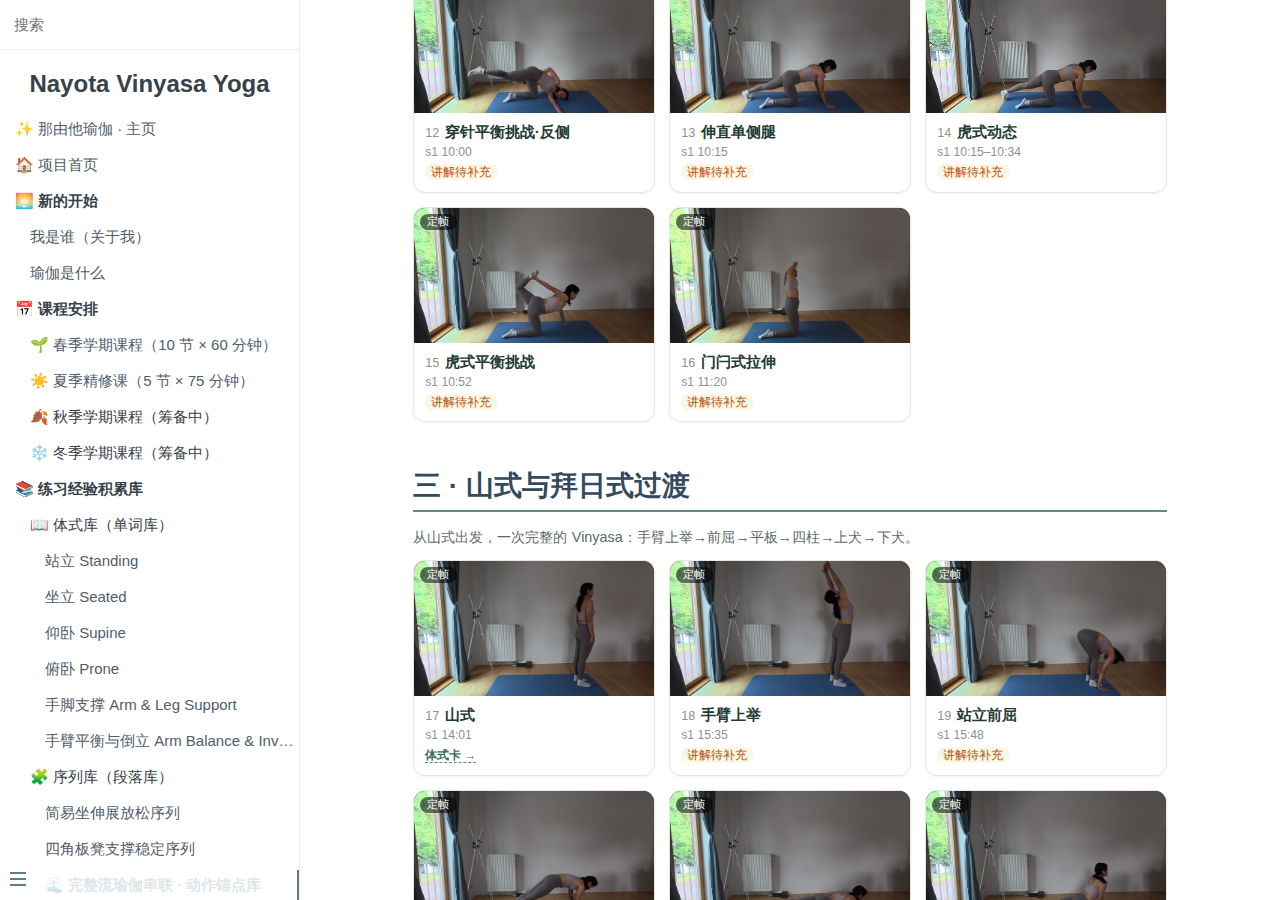 搜索
Nayota Vinyasa Yoga
✨ 那由他瑜伽 · 主页
🏠 项目首页
🌅 新的开始
我是谁（关于我）
瑜伽是什么
📅 课程安排
🌱 春季学期课程（10 节 × 60 分钟）
☀️ 夏季精修课（5 节 × 75 分钟）
🍂 秋季学期课程（筹备中）
❄️ 冬季学期课程（筹备中）
📚 练习经验积累库
📖 体式库（单词库）
站立 Standing
坐立 Seated
仰卧 Supine
俯卧 Prone
手脚支撑 Arm & Leg Support
手臂平衡与倒立 Arm Balance & Inv…
🧩 序列库（段落库）
简易坐伸展放松序列
四角板凳支撑稳定序列
🌊 完整流瑜伽串联 · 动作锚点库
12 穿针平衡挑战·反侧
s1 10:00
讲解待补充
13 伸直单侧腿
s1 10:15
讲解待补充
14 虎式动态
s1 10:15–10:34
讲解待补充
定帧
15 虎式平衡挑战
s1 10:52
讲解待补充
定帧
16 门闩式拉伸
s1 11:20
讲解待补充
三 · 山式与拜日式过渡
从山式出发，一次完整的 Vinyasa：手臂上举→前屈→平板→四柱→上犬→下犬。
定帧
17 山式
s1 14:01
体式卡 →
定帧
18 手臂上举
s1 15:35
讲解待补充
定帧
19 站立前屈
s1 15:48
讲解待补充
定帧
定帧
定帧